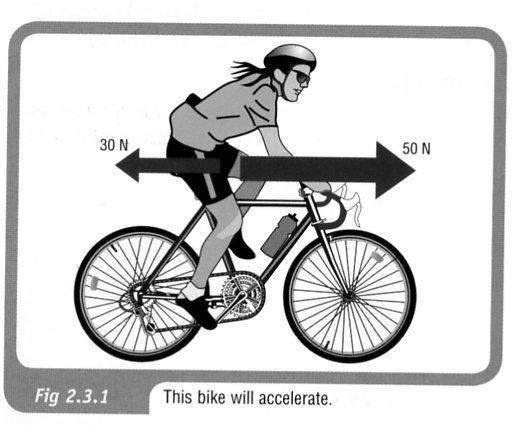 30 N
50 N
Fig 2.3.1
This bike will accelerate.